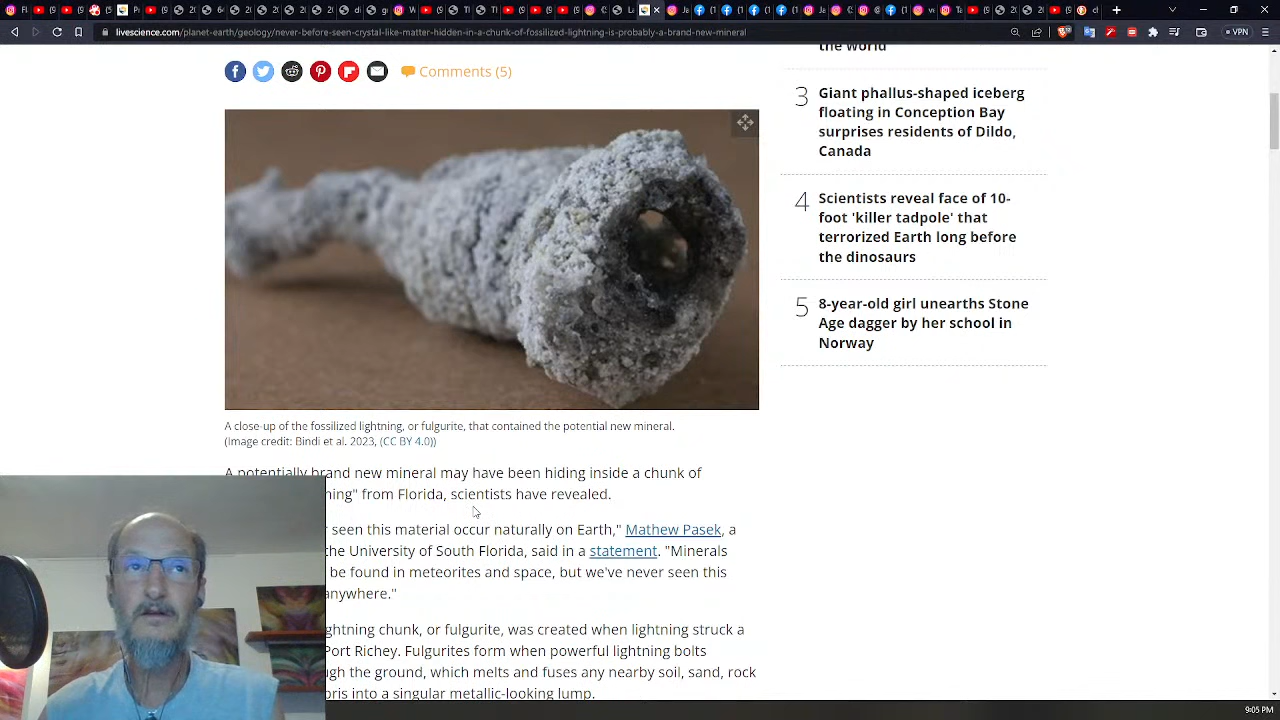 livescience.com/planet-earth/geology/never-before-seen-crystal-like-matter-hidden-in-a-chunk-of-fossilized-lightning-is-probably-a-brand-new-mineral
VPN
Comments (5)
A close-up of the fossilized lightning, or fulgurite, that contained the potential new mineral.
(Image credit: Bindi et al. 2023, (CC BY 4.0))
A potentially brand new mineral may have been hiding inside a chunk of
ning" from Florida, scientists have revealed.
seen this material occur naturally on Earth," Mathew Pasek, a
the University of South Florida, said in a statement. "Minerals
be found in meteorites and space, but we've never seen this
anywhere."
ghtning chunk, or fulgurite, was created when lightning struck a
Port Richey. Fulgurites form when powerful lightning bolts
gh the ground, which melts and fuses any nearby soil, sand, rock
bris into a singular metallic-looking lump.
the world
3 Giant phallus-shaped iceberg
floating in Conception Bay
surprises residents of Dildo,
Canada
4 Scientists reveal face of 10-
foot 'killer tadpole' that
terrorized Earth long before
the dinosaurs
5 8-year-old girl unearths Stone
Age dagger by her school in
Norway
9:05 PM